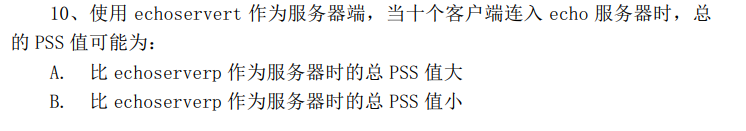 10、使用 echoservert 作为服务器端，当十个客户端连入 echo 服务器时，总
的 PSS 值可能为：
A. 比 echoserverp 作为服务器时的总 PSS 值大
B. 比 echoserverp 作为服务器时的总 PSS 值小